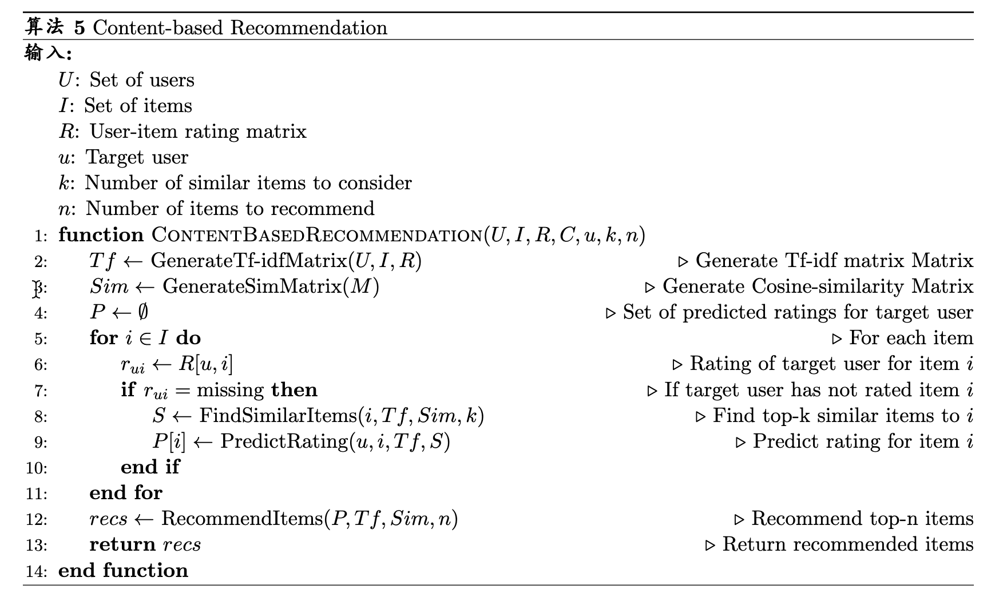 算法 5 Content-based Recommendation
输入:
U: Set of users
I: Set of items
R: User-item rating matrix
u: Target user
k: Number of similar items to consider
n: Number of items to recommend
1: function CONTENTBASEDRECOMMENDATION(U, I, R, C, u, k, n)
2: Tf ← GenerateTf-idfMatrix(U, I, R) ▷ Generate Tf-idf matrix Matrix
3: Sim ← GenerateSimMatrix(M) ▷ Generate Cosine-similarity Matrix
4: P ← ∅ ▷ Set of predicted ratings for target user
5: for i ∈ I do ▷ For each item
6: r_{ui} ← R[u, i] ▷ Rating of target user for item i
7: if r_{ui} = missing then ▷ If target user has not rated item i
8: S ← FindSimilarItems(i, Tf, Sim, k) ▷ Find top-k similar items to i
9: P[i] ← PredictRating(u, i, Tf, S) ▷ Predict rating for item i
10: end if
11: end for
12: recs ← RecommendItems(P, Tf, Sim, n) ▷ Recommend top-n items
13: return recs ▷ Return recommended items
14: end function